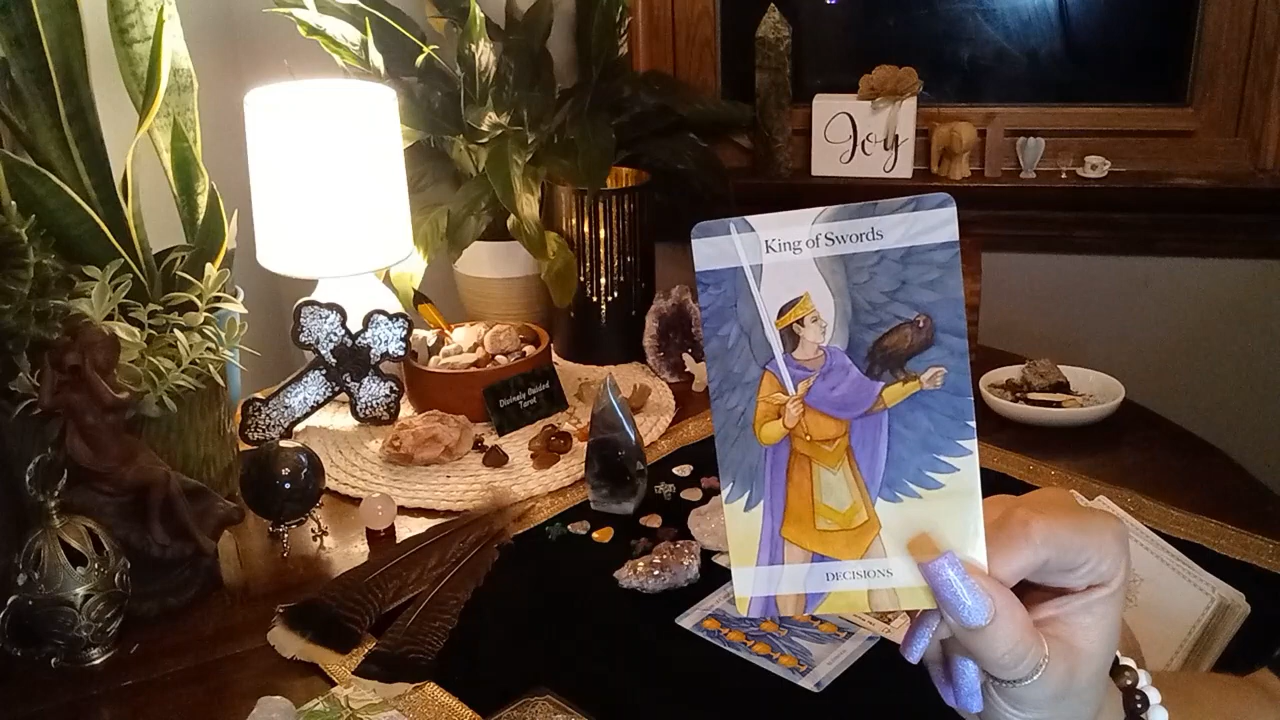 Joy
King of Swords
Divinely Guided
Tarot
DECISIONS